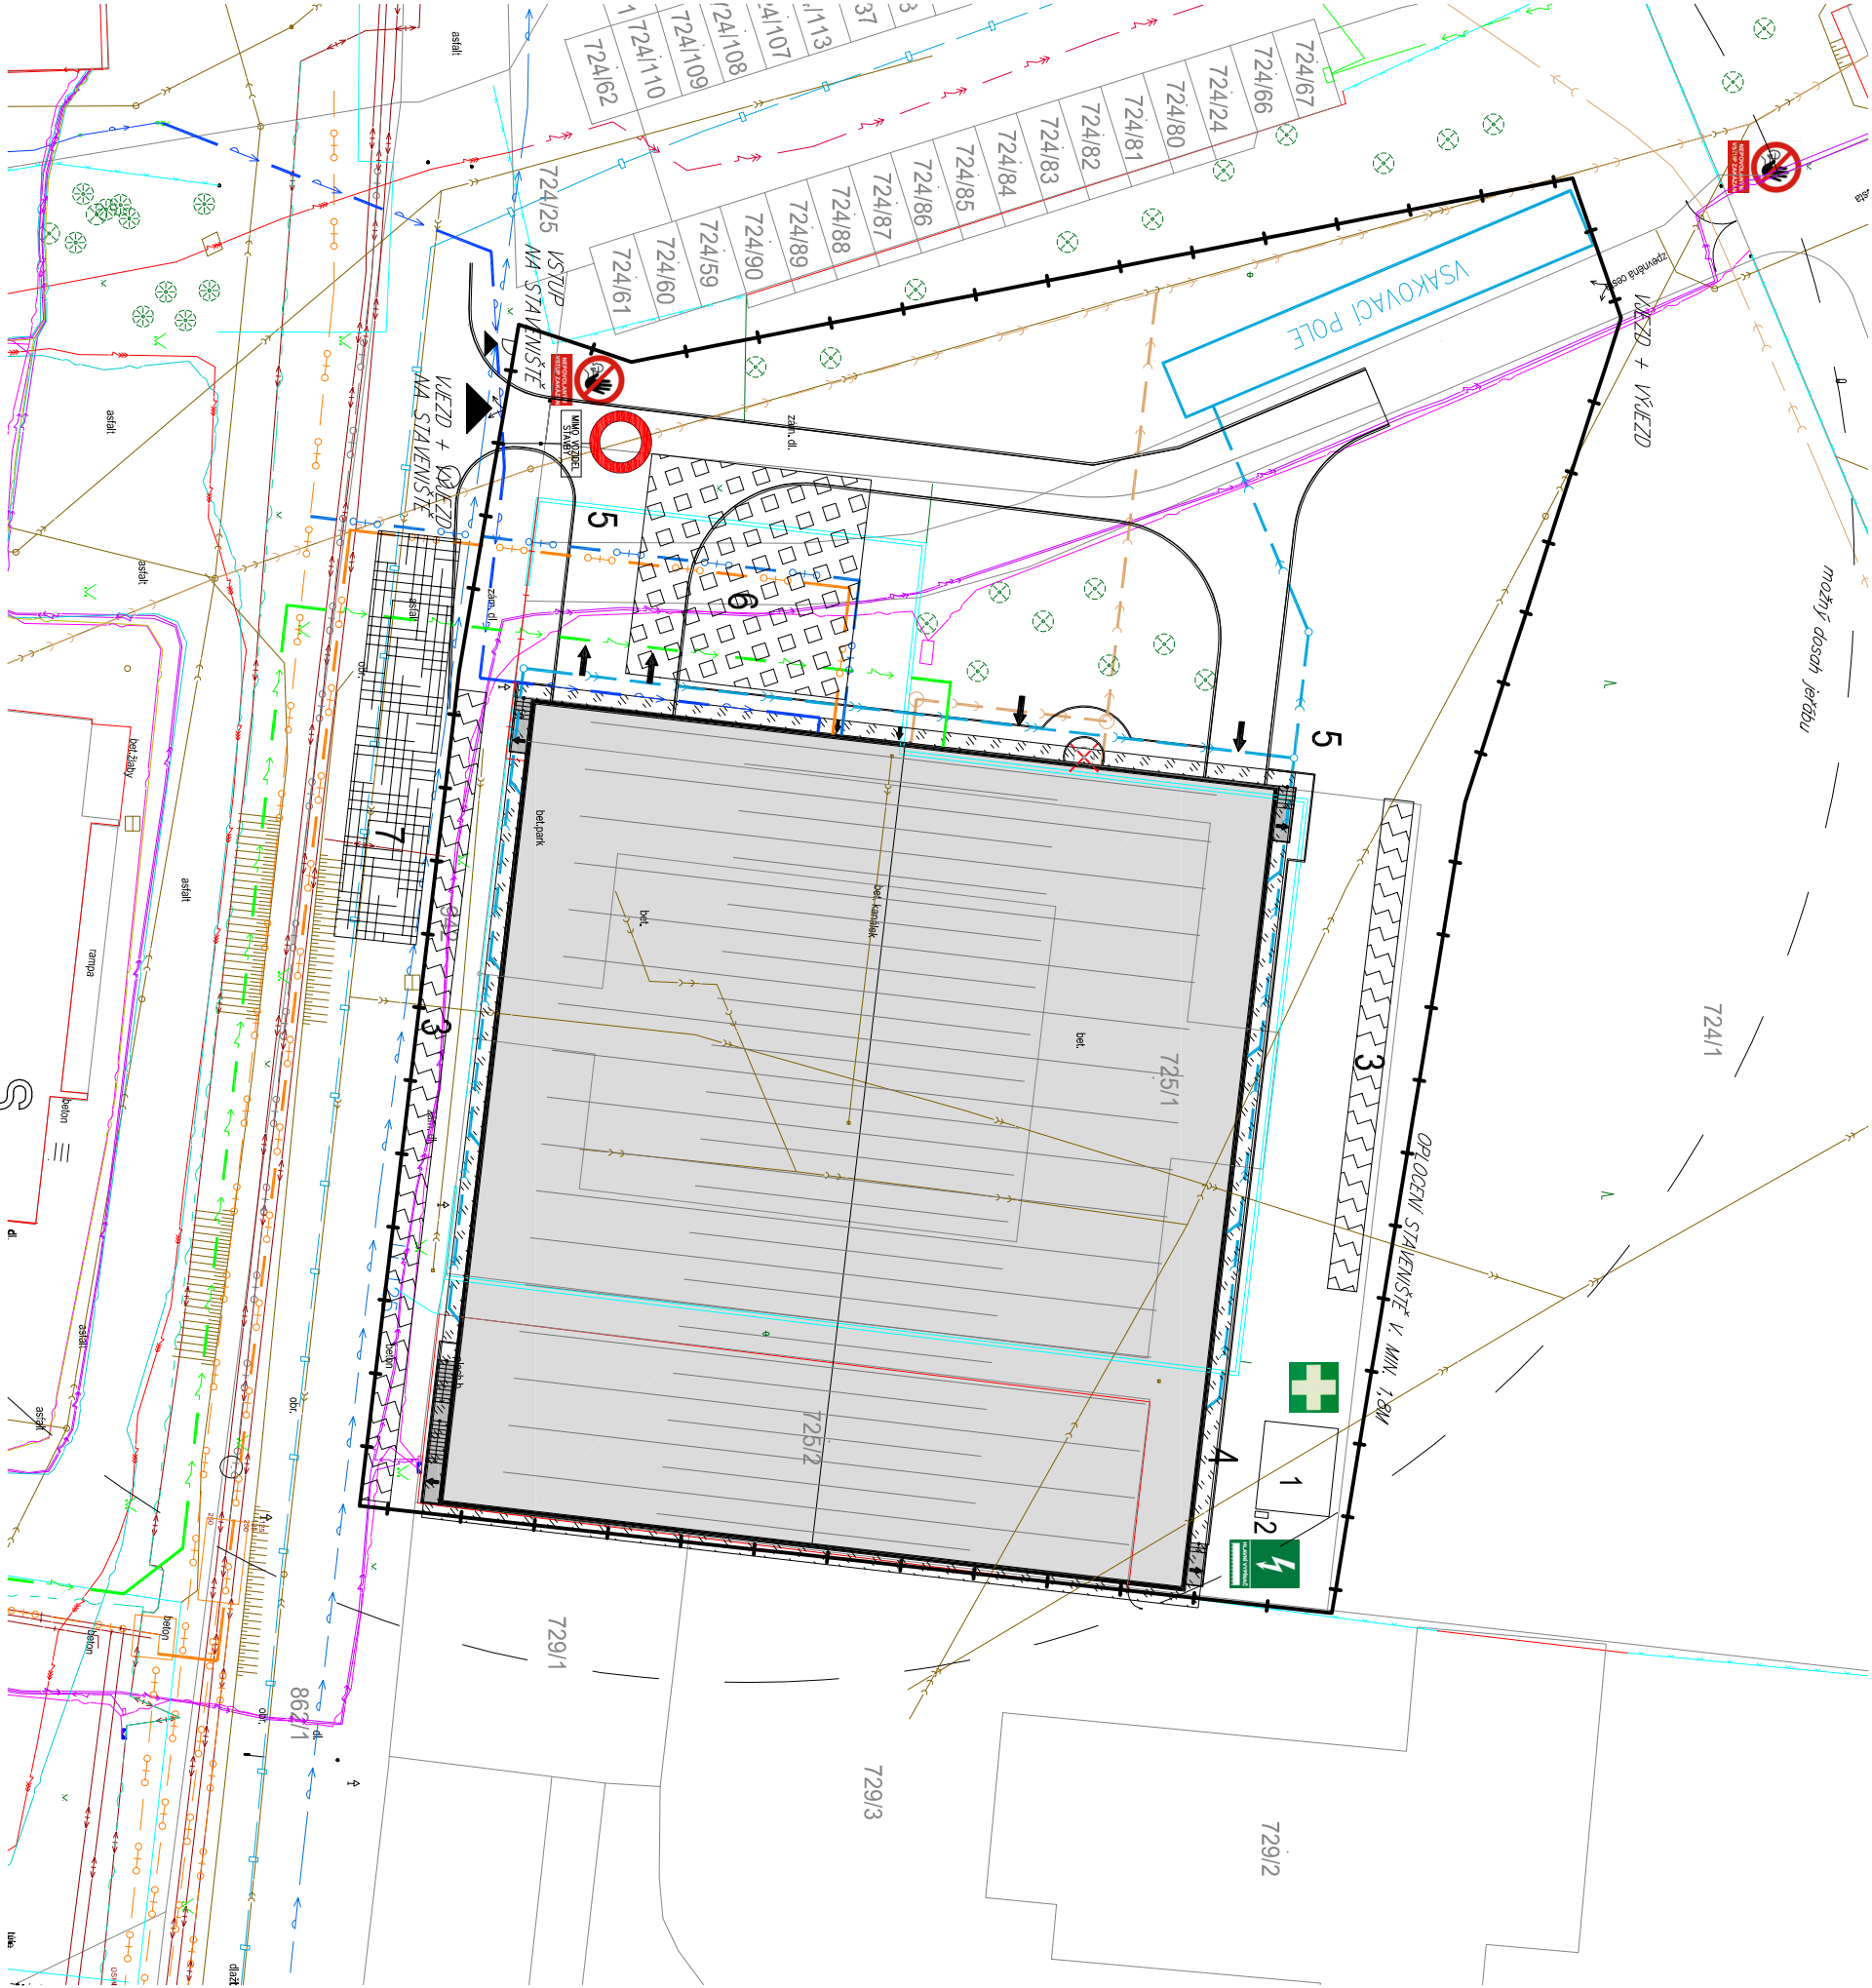 724/62
724/110
724/109
724/108
724/67
724/66
724/24
724/80
724/81
724/82
724/83
724/84
724/85
724/86
724/87
724/88
724/89
724/90
724/59
724/60
724/61
724/25
asfalt
VSTUP
NA STAVENIŠTĚ
VJEZD + VÝJEZD
NA STAVENIŠTĚ
MIMO VOZIDEL
STAVBY
zám. dl.
VSAKOVACÍ POLE
zpevněná cesta
VJEZD + VÝJEZD
možný dosah jeřábu
724/1
OPLOCENÍ STAVENIŠTĚ V. MIN. 1,8M
5
6
5
7
3
3
4
1
2
zám. dl.
asfalt
asfalt
asfalt
asfalt
obr.
bet.žlaby
rampa
beton
S
bet.park
bet.
bet. kanálek
bet.
725/1
725/2
beton
asfalt
asfalt
obr.
beton
beton
obr.
dl.
dl.
862/1
729/1
729/3
729/2
250
250